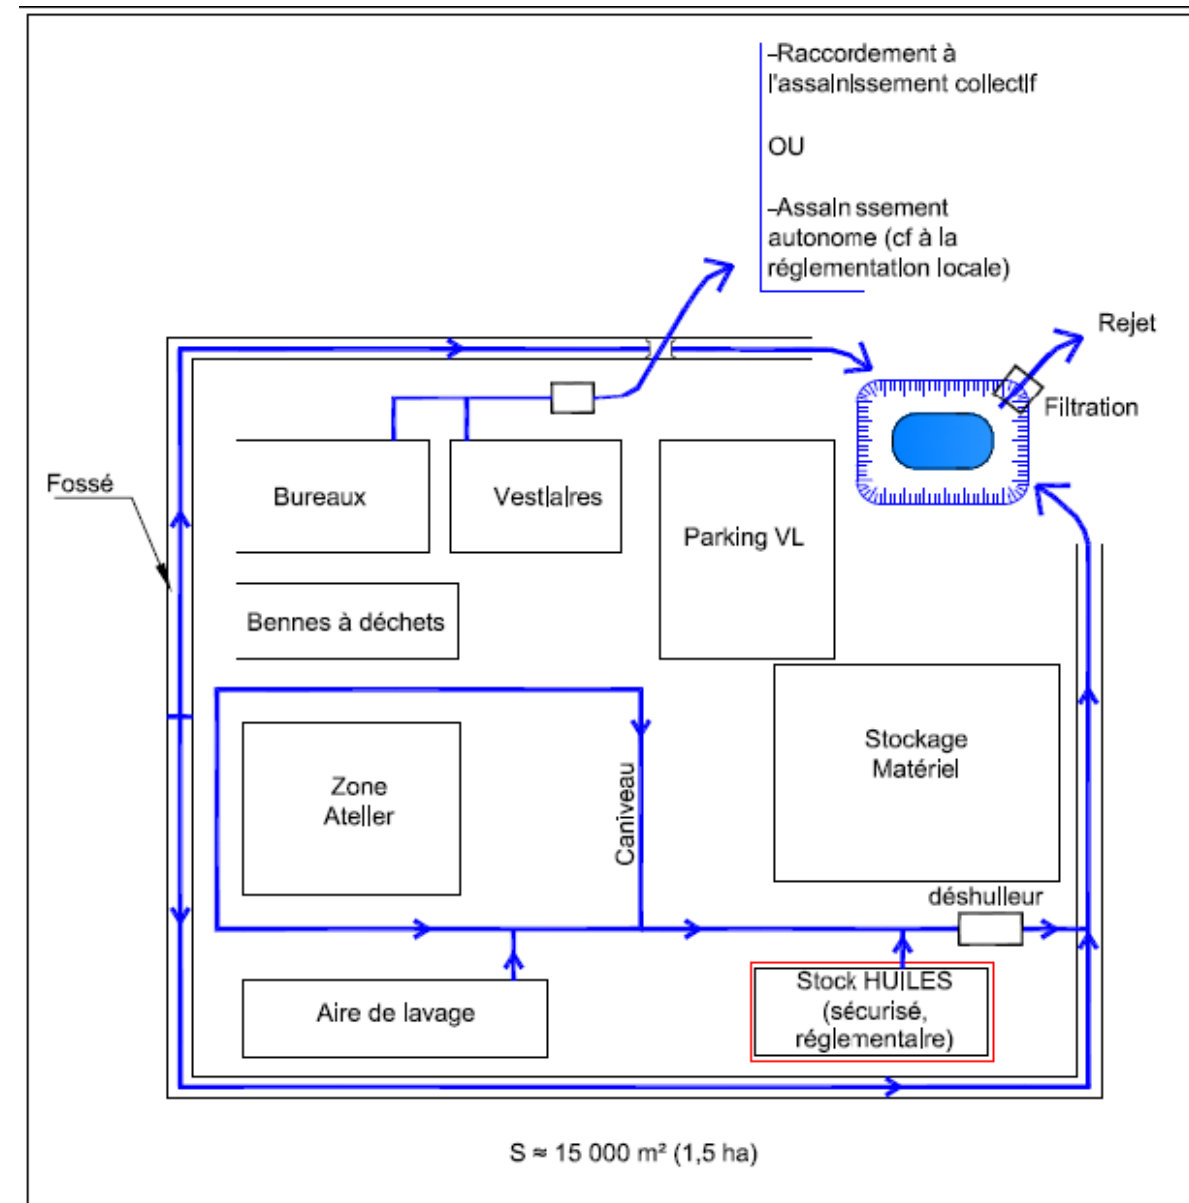 –Raccordement à
l'assainissement collectif
OU
–Assainissement
autonome (cf à la
réglementation locale)
Rejet
Filtration
Fossé
Bureaux
Vestiaires
Parking VL
Bennes à déchets
Stockage
Matériel
Zone
Atelier
Caniveau
déshuileur
Aire de lavage
Stock HUILES
(sécurisé,
réglementaire)
S ≈ 15 000 m² (1,5 ha)